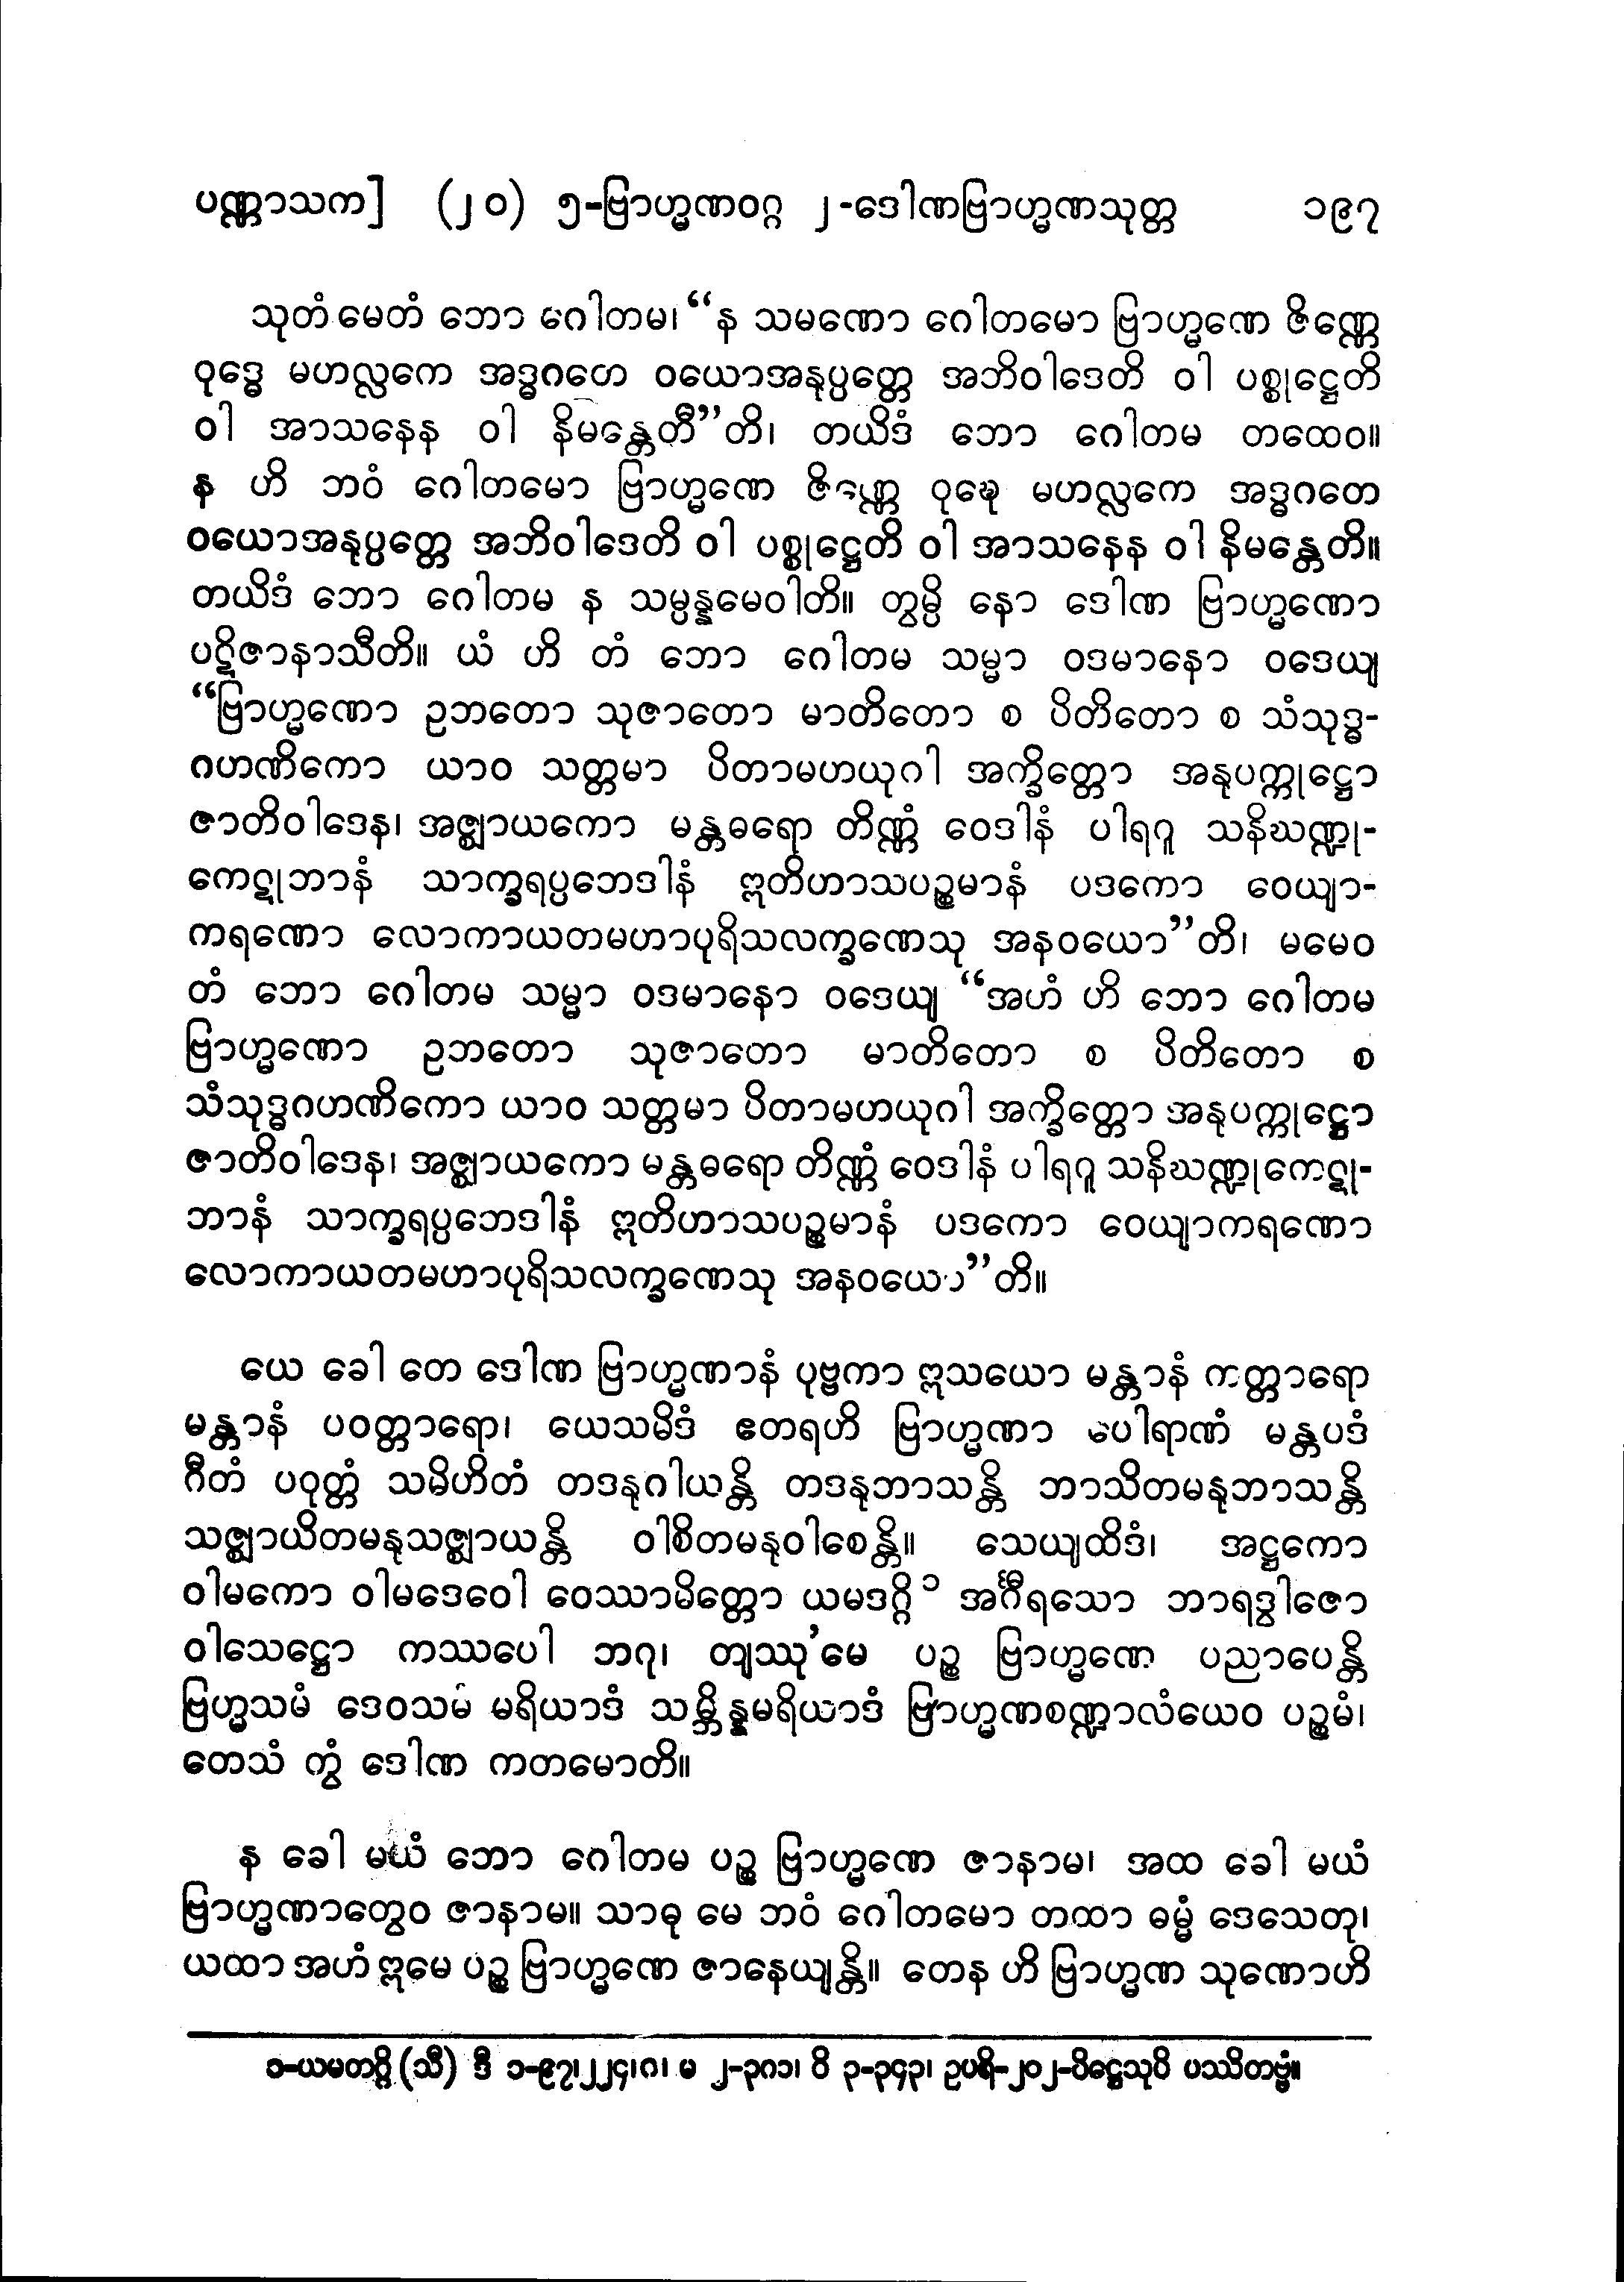 ပဏ္ဏာသက] (၂၀) ၅-ဗြာဟ္မဏဝဂ္ဂ ၂-ဒေါဏဗြာဟ္မဏသုတ္တ ၁၉၇
သုတံ မေတံ ဘော ဂေါတမ၊ “န သမဏော ဂေါတမော ဗြာဟ္မဏေ ဇိဏ္ဏေ
ဝုဒ္ဓေ မဟလ္လကေ အဒ္ဓဂတေ ဝယောအနုပ္ပတ္တေ အဘိဝါဒေတိ ဝါ ပစ္စုဋ္ဌေတိ
ဝါ အာသနေန ဝါ နိမန္တေတီ”တိ၊ တယိဒံ ဘော ဂေါတမ တထေဝ။
န ဟိ ဘဝံ ဂေါတမော ဗြာဟ္မဏေ ဇိဏ္ဏေ ဝုဒ္ဓေ မဟလ္လကေ အဒ္ဓဂတေ
ဝယောအနုပ္ပတ္တေ အဘိဝါဒေတိ ဝါ ပစ္စုဋ္ဌေတိ ဝါ အာသနေန ဝါ နိမန္တေတိ။
တယိဒံ ဘော ဂေါတမ န သမ္ပန္နမေဝါတိ။ တွမ္ပိ နော ဒေါဏ ဗြာဟ္မဏော
ပဋိဇာနာသီတိ။ ယံ ဟိ တံ ဘော ဂေါတမ သမ္မာ ဝဒမာနော ဝဒေယျ
“ဗြာဟ္မဏော ဥဘတော သုဇာတော မာတိတော စ ပိတိတော စ သံသုဒ္ဓ-
ဂဟဏိကော ယာဝ သတ္တမာ ပိတာမဟယုဂါ အက္ခိတ္တော အနုပက္ကုဋ္ဌော
ဇာတိဝါဒေန၊ အဇ္ဈာယကော မန္တဓရော တိဏ္ဏံ ဝေဒါနံ ပါရဂူ သနိဃဏ္ဍု-
ကေဋုဘာနံ သာက္ခရပ္ပဘေဒါနံ ဣတိဟာသပဉ္စမာနံ ပဒကော ဝေယျာ-
ကရဏော လောကာယတမဟာပုရိသလက္ခဏေသု အနဝယော”တိ၊ မမေဝ
တံ ဘော ဂေါတမ သမ္မာ ဝဒမာနော ဝဒေယျ “အဟံ ဟိ ဘော ဂေါတမ
ဗြာဟ္မဏော ဥဘတော သုဇာတော မာတိတော စ ပိတိတော စ
သံသုဒ္ဓဂဟဏိကော ယာဝ သတ္တမာ ပိတာမဟယုဂါ အက္ခိတ္တော အနုပက္ကုဋ္ဌော
ဇာတိဝါဒေန၊ အဇ္ဈာယကော မန္တဓရော တိဏ္ဏံ ဝေဒါနံ ပါရဂူ သနိဃဏ္ဍုကေဋု-
ဘာနံ သာက္ခရပ္ပဘေဒါနံ ဣတိဟာသပဉ္စမာနံ ပဒကော ဝေယျာကရဏော
လောကာယတမဟာပုရိသလက္ခဏေသု အနဝယော”တိ။
ယေ ခေါ တေ ဒေါဏ ဗြာဟ္မဏာနံ ပုဗ္ဗကာ ဣသယော မန္တာနံ ကတ္တာရော
မန္တာနံ ပဝတ္တာရော၊ ယေသမိဒံ ဧတရဟိ ဗြာဟ္မဏာ ပေါရာဏံ မန္တပဒံ
ဂီတံ ပဝုတ္တံ သမိဟိတံ တဒနုဂါယန္တိ တဒနုဘာသန္တိ ဘာသိတမနုဘာသန္တိ
သဇ္ဈာယိတမနုသဇ္ဈာယန္တိ ဝါစိတမနုဝါစေန္တိ။ သေယျထိဒံ၊ အဋ္ဌကော
ဝါမကော ဝါမဒေဝေါ ဝေဿာမိတ္တော ယမဒဂ္ဂိ ၁ အင်္ဂီရသော ဘာရဒွါဇော
ဝါသေဋ္ဌော ကဿပေါ ဘဂု၊ တျဿု’မေ ပဉ္စ ဗြာဟ္မဏေ ပညာပေန္တိ
ဗြဟ္မသမံ ဒေဝသမံ မရိယာဒံ သမ္ဘိန္နမရိယာဒံ ဗြာဟ္မဏစဏ္ဍာလံယေဝ ပဉ္စမံ၊
တေသံ တွံ ဒေါဏ ကတမောတိ။
န ခေါ မယံ ဘော ဂေါတမ ပဉ္စ ဗြာဟ္မဏေ ဇာနာမ၊ အထ ခေါ မယံ
ဗြာဟ္မဏာတွေဝ ဇာနာမ။ သာဓု မေ ဘဝံ ဂေါတမော တထာ ဓမ္မံ ဒေသေတု၊
ယထာ အဟံ ဣမေ ပဉ္စ ဗြာဟ္မဏေ ဇာနေယျန္တိ။ တေန ဟိ ဗြာဟ္မဏ သုဏောဟိ
၁-ယမတဂ္ဂိ (သီ) ဒီ ၁-၉၇၊၂၂၄၊ဂ၊ မ ၂-၃၈၁၊ ဝိ ၃-၃၄၃၊ ဥပရိ-၂၀၂-ပိဋ္ဌေသုပိ ပဿိတဗ္ဗံ။